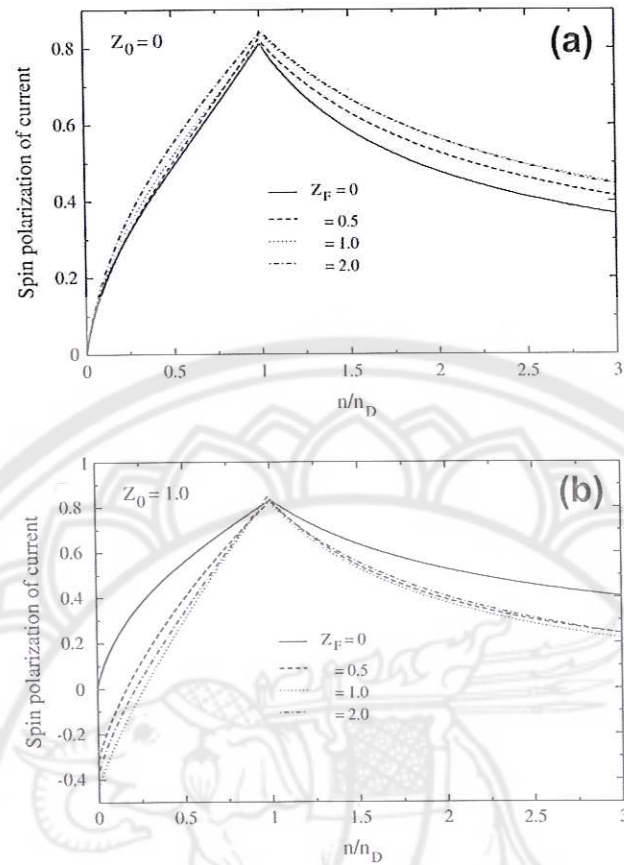 (a)
Z0=0
Spin polarization of current
0.8
0.6
0.4
0.2
0
ZF=0
=0.5
=1.0
=2.0
0 0.5 1 1.5 2 2.5 3
n/nD
(b)
Z0=1.0
Spin polarization of current
1
0.8
0.6
0.4
0.2
0
-0.2
-0.4
ZF=0
=0.5
=1.0
=2.0
0 0.5 1 1.5 2 2.5 3
n/nD